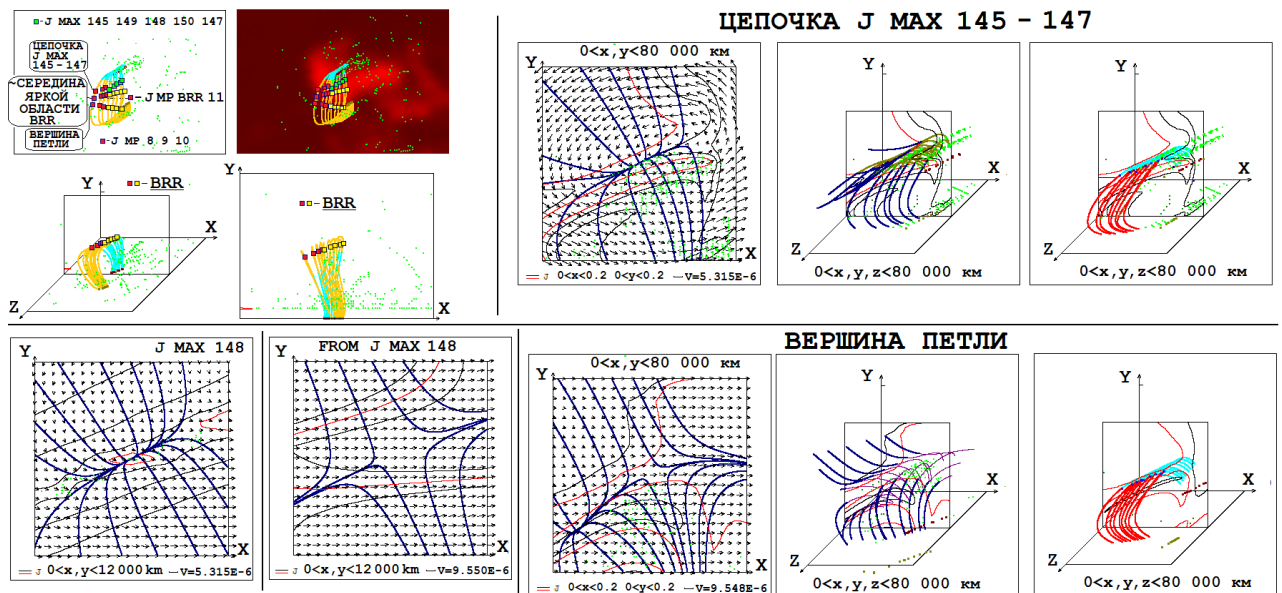 J MAX 145 149 148 150 147
ЦЕПОЧКА
J MAX
145-147
~СЕРЕДИНА
ЯРКОЙ
ОБЛАСТИ
BRR
J MP BRR 11
ВЕРШИНА
ПЕТЛИ
J MP 8 9 10
Y
BRR
X
Z
Y
BRR
X
ЦЕПОЧКА J MAX 145 - 147
0<x,y<80 000 км
Y
X
J 0<x<0.2 0<y<0.2 V=5.315E-6
Y
X
Z
0<x,y,z<80 000 км
Y
X
Z
0<x,y,z<80 000 км
Y
J MAX 148
X
J 0<x,y<12 000 km V=5.315E-6
Y
FROM J MAX 148
X
J 0<x,y<12 000 km V=9.550E-6
ВЕРШИНА ПЕТЛИ
0<x,y<80 000 км
Y
X
J 0<x<0.2 0<y<0.2 V=9.548E-6
Y
X
Z
0<x,y,z<80 000 км
Y
X
Z
0<x,y,z<80 000 км